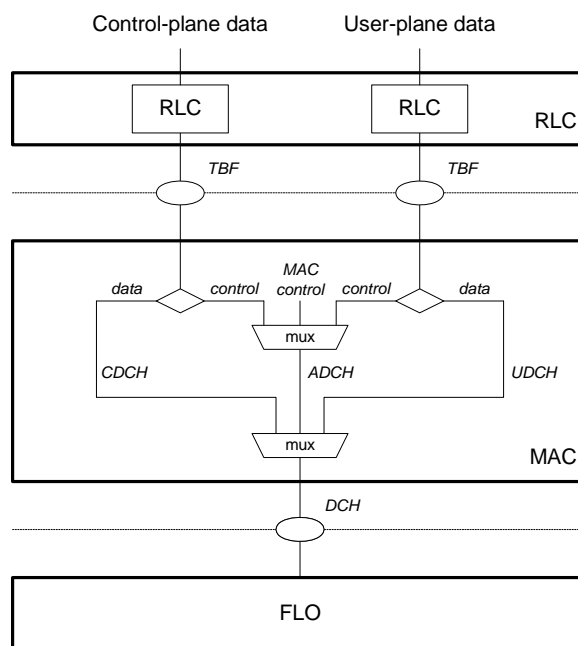 Control-plane data
User-plane data
RLC
RLC
RLC
TBF
TBF
data
control
MAC
control
control
data
mux
CDCH
ADCH
UDCH
mux
MAC
DCH
FLO